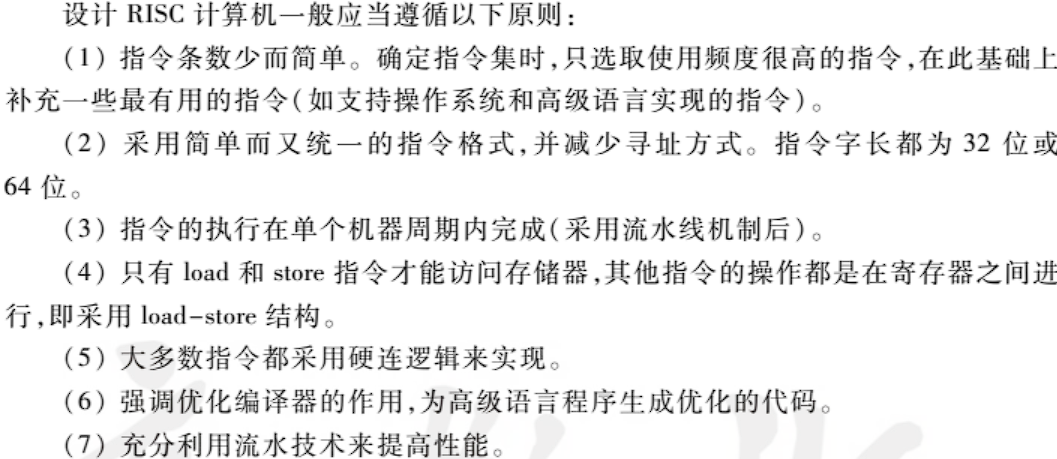 设计 RISC 计算机一般应当遵循以下原则:
(1) 指令条数少而简单。确定指令集时,只选取使用频度很高的指令,在此基础上
补充一些最有用的指令(如支持操作系统和高级语言实现的指令)。
(2) 采用简单而又统一的指令格式,并减少寻址方式。指令字长都为 32 位或
64 位。
(3) 指令的执行在单个机器周期内完成(采用流水线机制后)。
(4) 只有 load 和 store 指令才能访问存储器,其他指令的操作都是在寄存器之间进
行,即采用 load-store 结构。
(5) 大多数指令都采用硬连逻辑来实现。
(6) 强调优化编译器的作用,为高级语言程序生成优化的代码。
(7) 充分利用流水技术来提高性能。